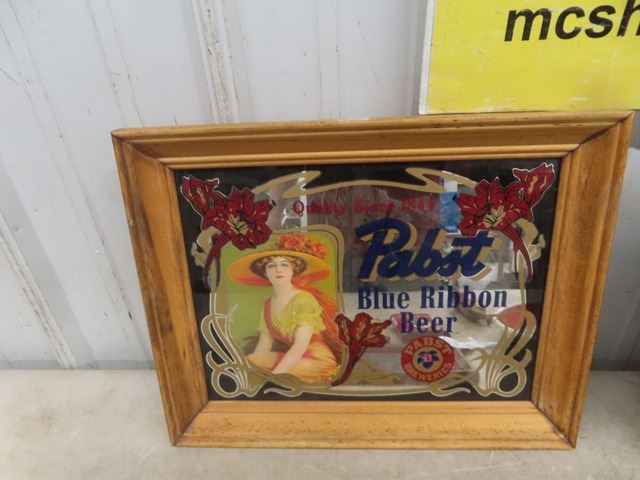 mcsh
Quality Since 1844
Pabst
Blue Ribbon
Beer
PABST
BREWERIES